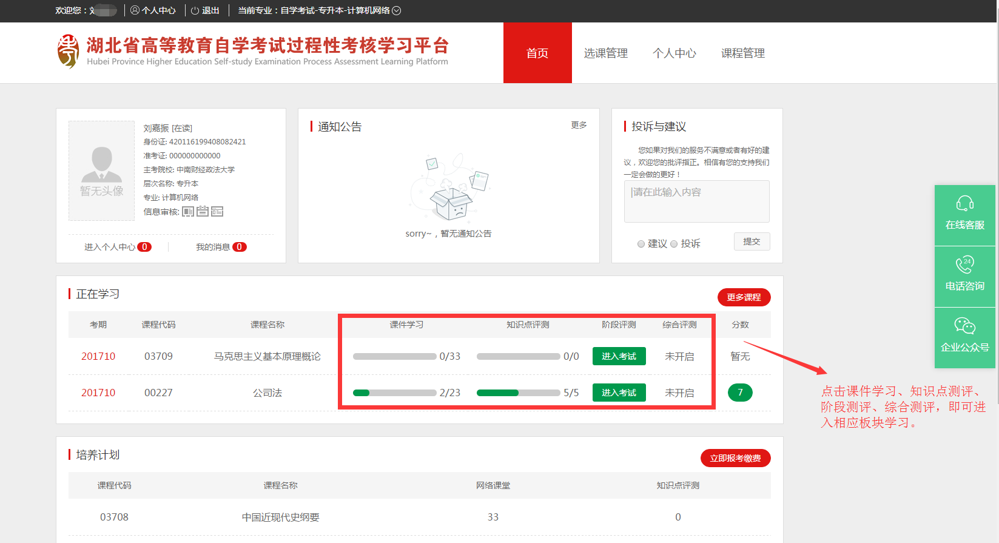 欢迎您：
个人中心
退出
当前专业：自学考试-专升本-计算机网络
湖北省高等教育自学考试过程性考核学习平台
Hubei Province Higher Education Self-study Examination Process Assessment Learning Platform
首页 选课管理 个人中心 课程管理
暂无头像
刘嘉振 [在读]
身份证: 420116199408082421
准考证: 000000000000
主考院校: 中南财经政法大学
层次名称: 专升本
专业: 计算机网络
信息审核:
进入个人中心 0 我的消息 0
通知公告 更多
sorry~，暂无通知公告
投诉与建议
您如果对我们的服务不满意或者有好的建
议，欢迎您的批评指正。相信有您的支持我们
一定会做的更好！
请在此输入内容
建议 投诉 提交
在线客服
24
电话咨询
企业公众号
正在学习 更多课程
考期 课程代码 课程名称 课件学习 知识点评测 阶段评测 综合评测 分数
201710 03709 马克思主义基本原理概论 0/33 0/0 进入考试 未开启 暂无
201710 00227 公司法 2/23 5/5 进入考试 未开启 7
点击课件学习、知识点测评、
阶段测评、综合测评，即可进
入相应板块学习。
培养计划 立即报考缴费
课程代码 课程名称 网络课堂 知识点评测
03708 中国近现代史纲要 33 0